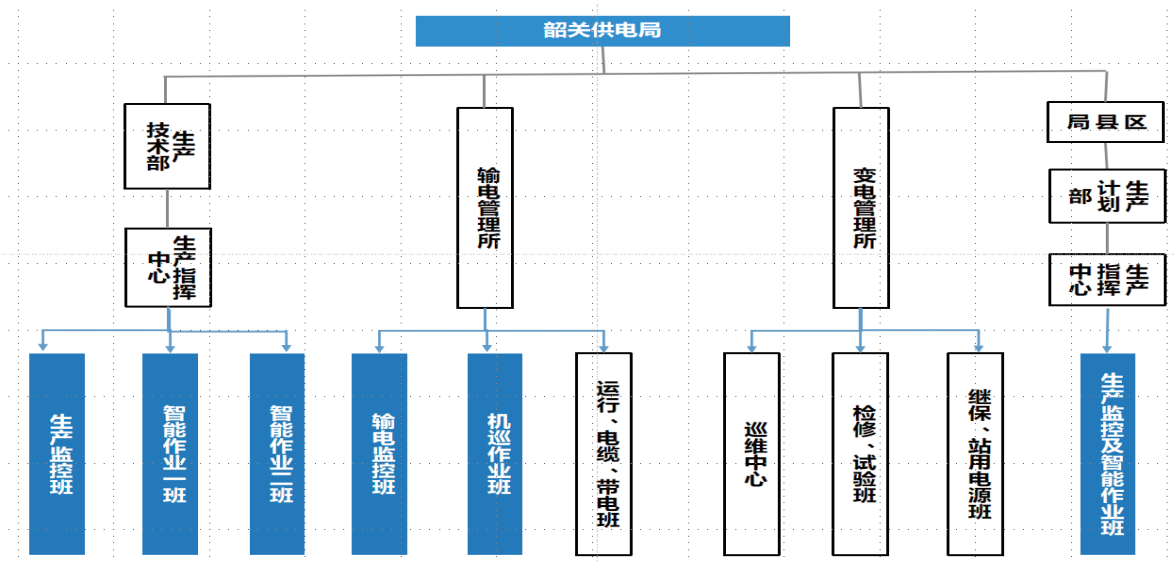 韶关供电局
生产
技术部
输电管理所
变电管理所
区县局
生产
计划
部
生产指挥
中心
生产
指挥
中心
生产监控班
智能作业一班
智能作业二班
输电监控班
机巡作业班
运行、电缆、带电班
巡维中心
检修、试验班
继保、站用电源班
生产监控及智能作业班